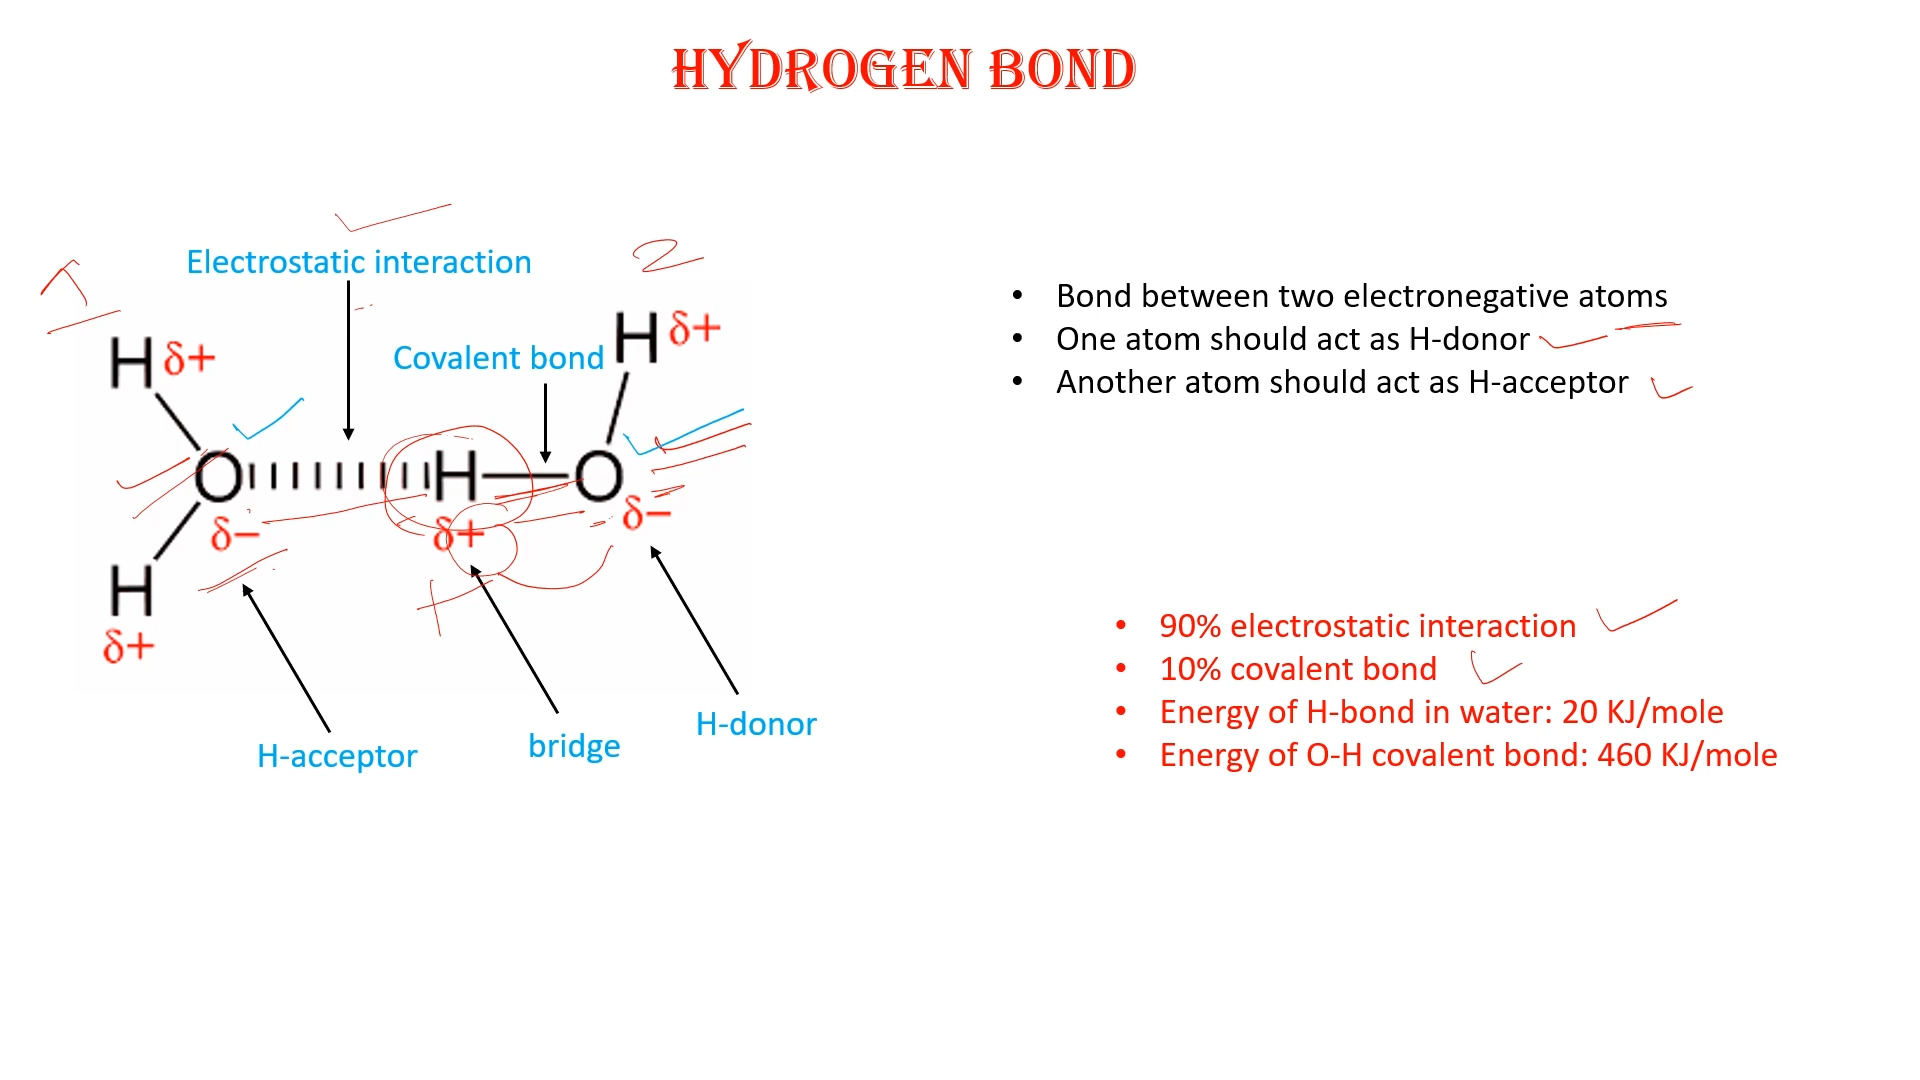 HYDROGEN BOND
1
2
Electrostatic interaction
Covalent bond
H δ+
H δ+
O H O
δ− δ+ δ−
H
δ+
+
H-acceptor
bridge
H-donor
• Bond between two electronegative atoms
• One atom should act as H-donor
• Another atom should act as H-acceptor
• 90% electrostatic interaction
• 10% covalent bond
• Energy of H-bond in water: 20 KJ/mole
• Energy of O-H covalent bond: 460 KJ/mole